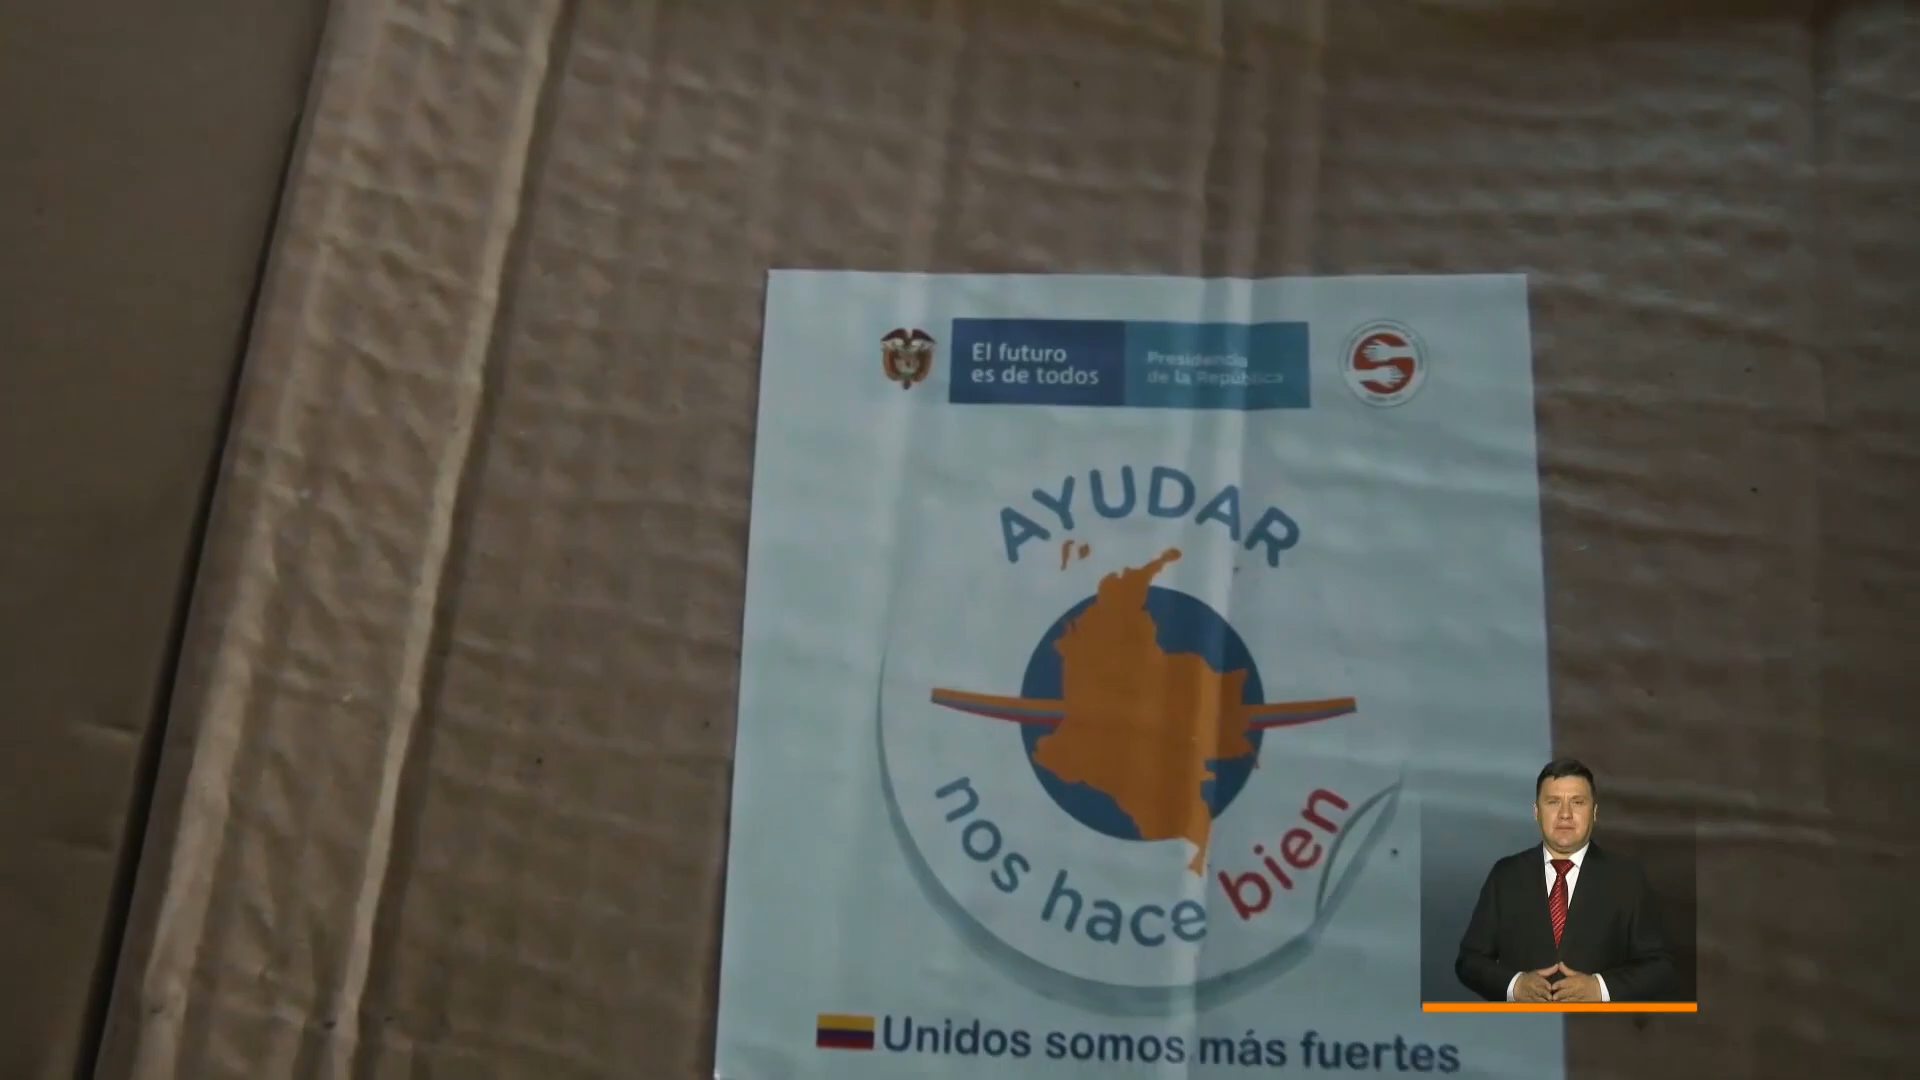 El futuro
es de todos
Presidencia
de la República
AYUDAR
nos hace bien
Unidos somos más fuertes